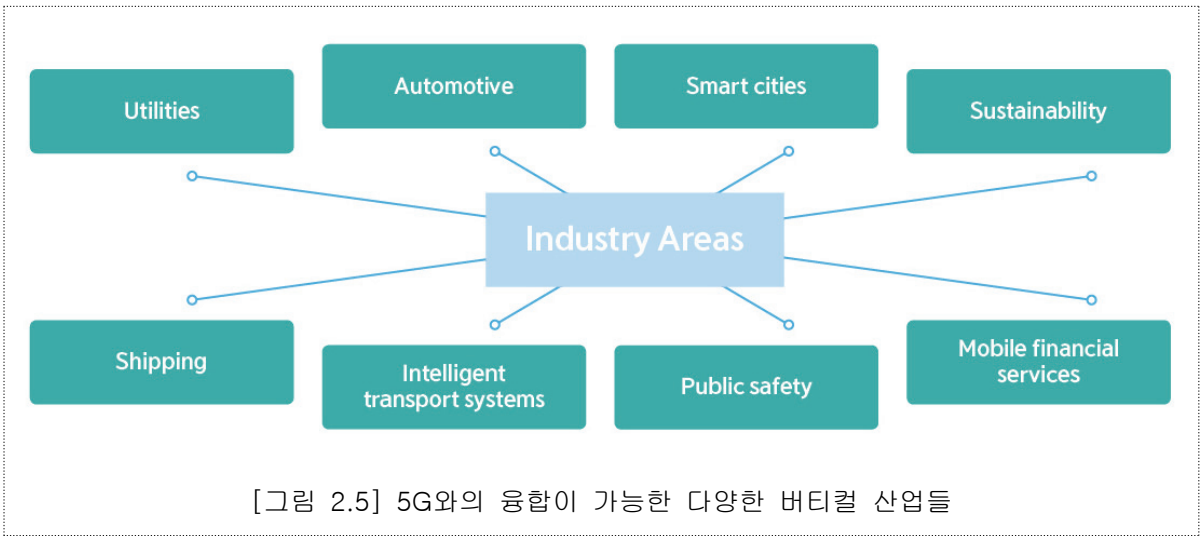 Utilities
Automotive
Smart cities
Sustainability
Industry Areas
Shipping
Intelligent
transport systems
Public safety
Mobile financial
services
[그림 2.5] 5G와의 융합이 가능한 다양한 버티컬 산업들